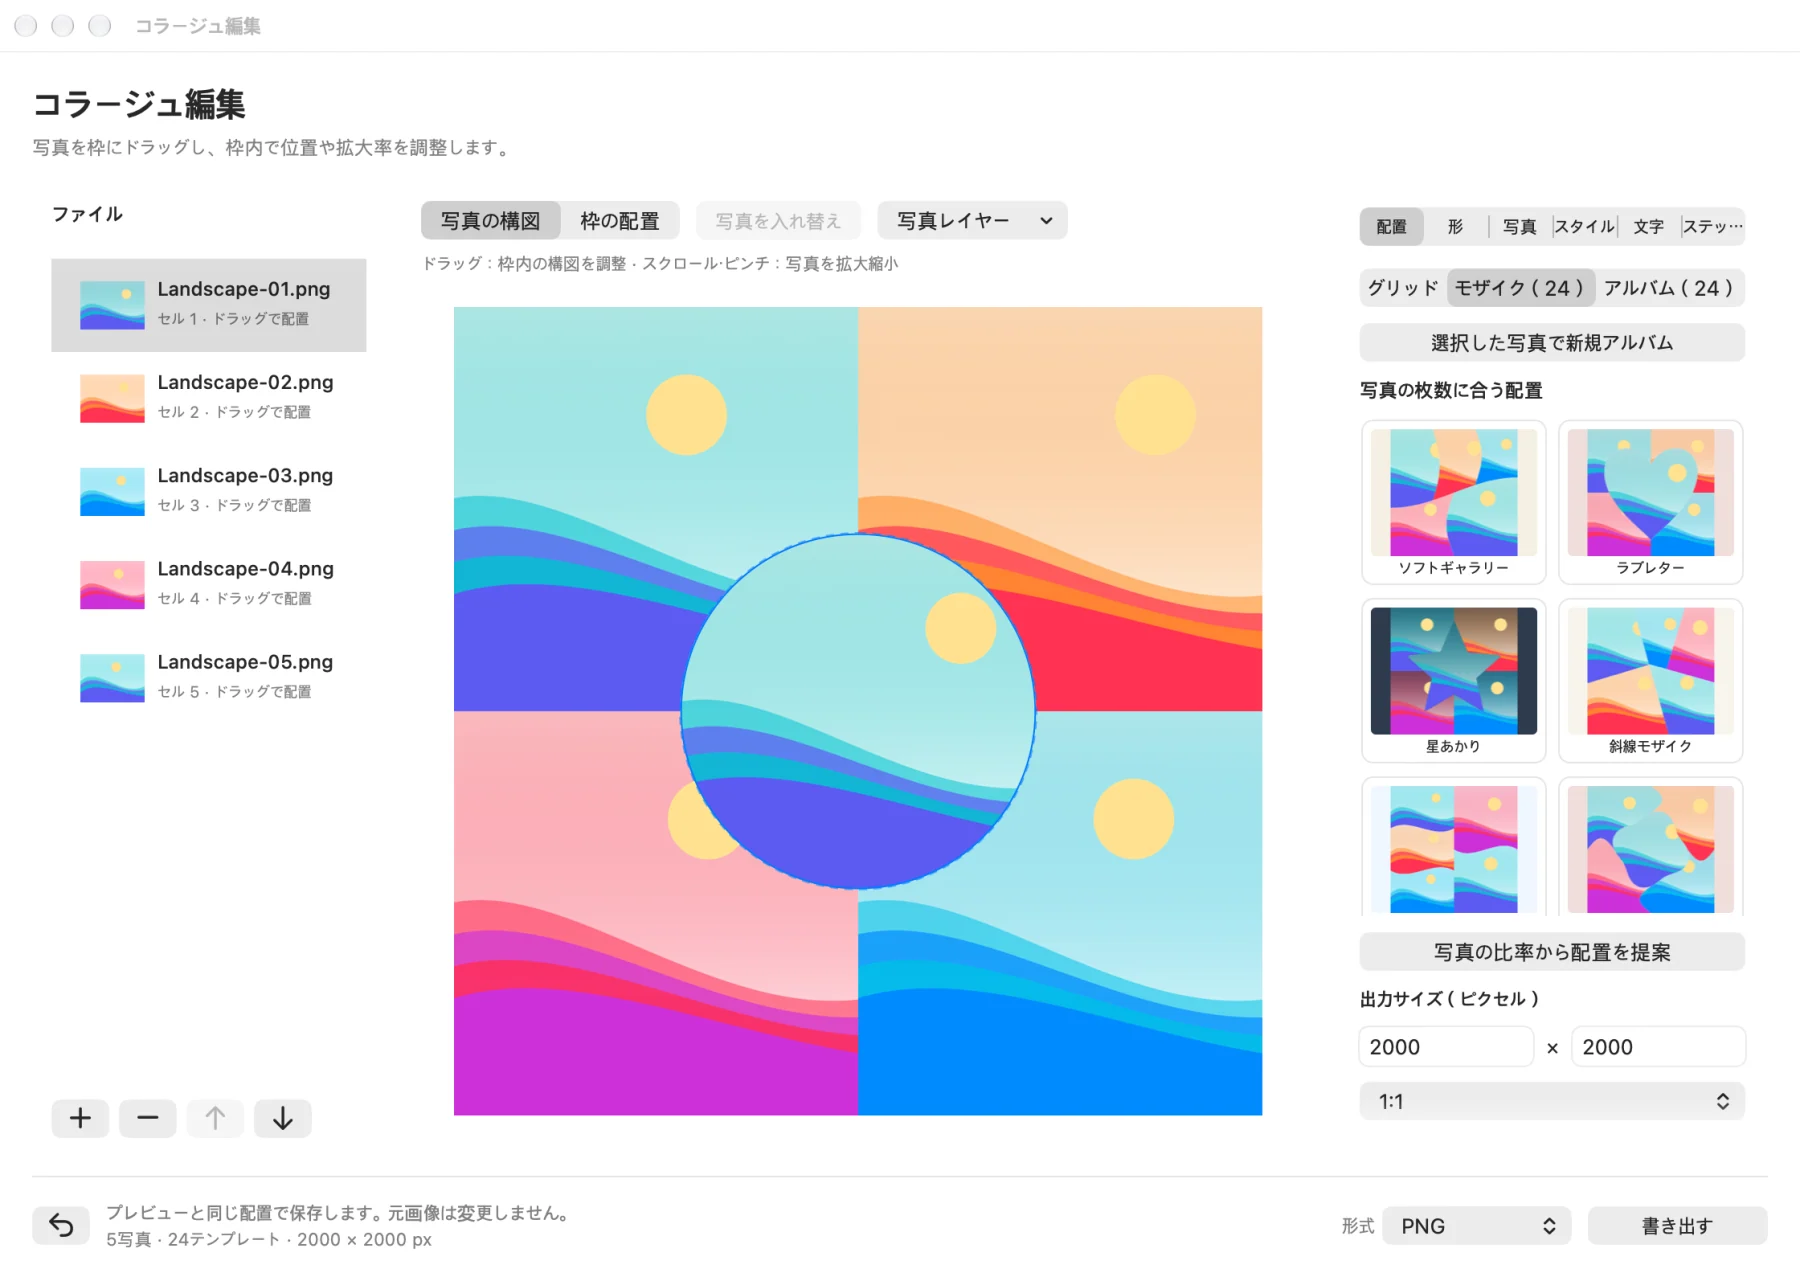 コラージュ編集
コラージュ編集
写真を枠にドラッグし、枠内で位置や拡大率を調整します。
ファイル
Landscape-01.png
セル 1 · ドラッグで配置
Landscape-02.png
セル 2 · ドラッグで配置
Landscape-03.png
セル 3 · ドラッグで配置
Landscape-04.png
セル 4 · ドラッグで配置
Landscape-05.png
セル 5 · ドラッグで配置
写真の構図 枠の配置 写真を入れ替え 写真レイヤー
ドラッグ：枠内の構図を調整 · スクロール·ピンチ：写真を拡大縮小
配置 形 写真 スタイル 文字 ステッ…
グリッド モザイク ( 24 ) アルバム ( 24 )
選択した写真で新規アルバム
写真の枚数に合う配置
ソフトギャラリー ラブレター
星あかり 斜線モザイク
写真の比率から配置を提案
出力サイズ ( ピクセル )
2000 × 2000
1:1
プレビューと同じ配置で保存します。元画像は変更しません。
5写真 · 24テンプレート · 2000 × 2000 px
形式 PNG 書き出す